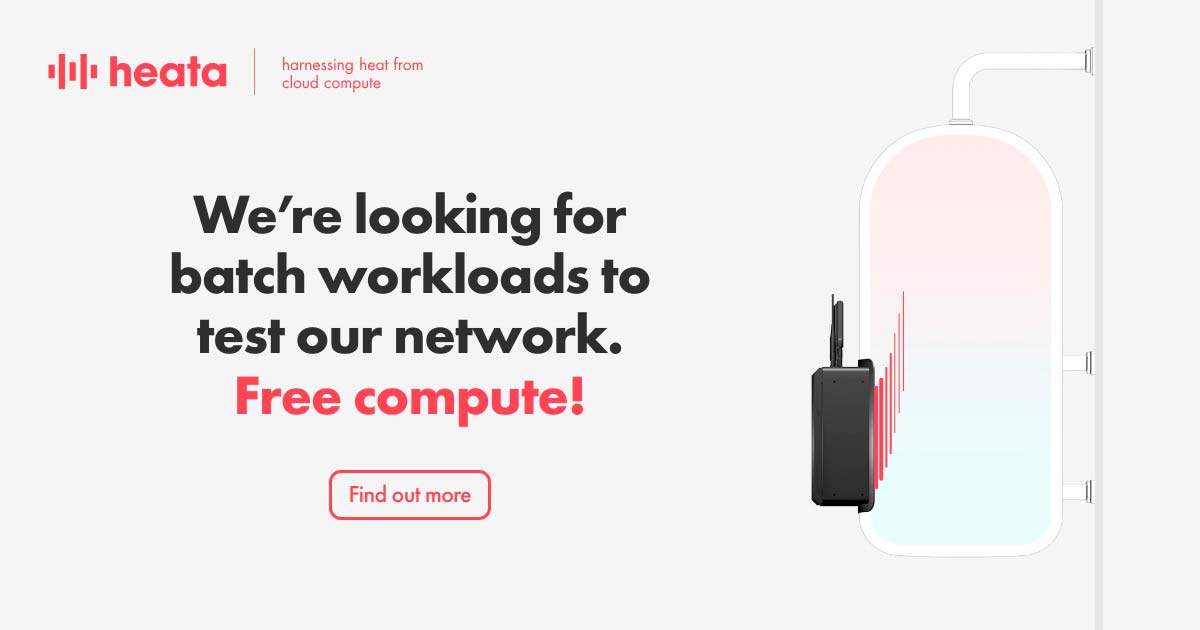 heata
harnessing heat from
cloud compute
We’re looking for
batch workloads to
test our network.
Free compute!
Find out more